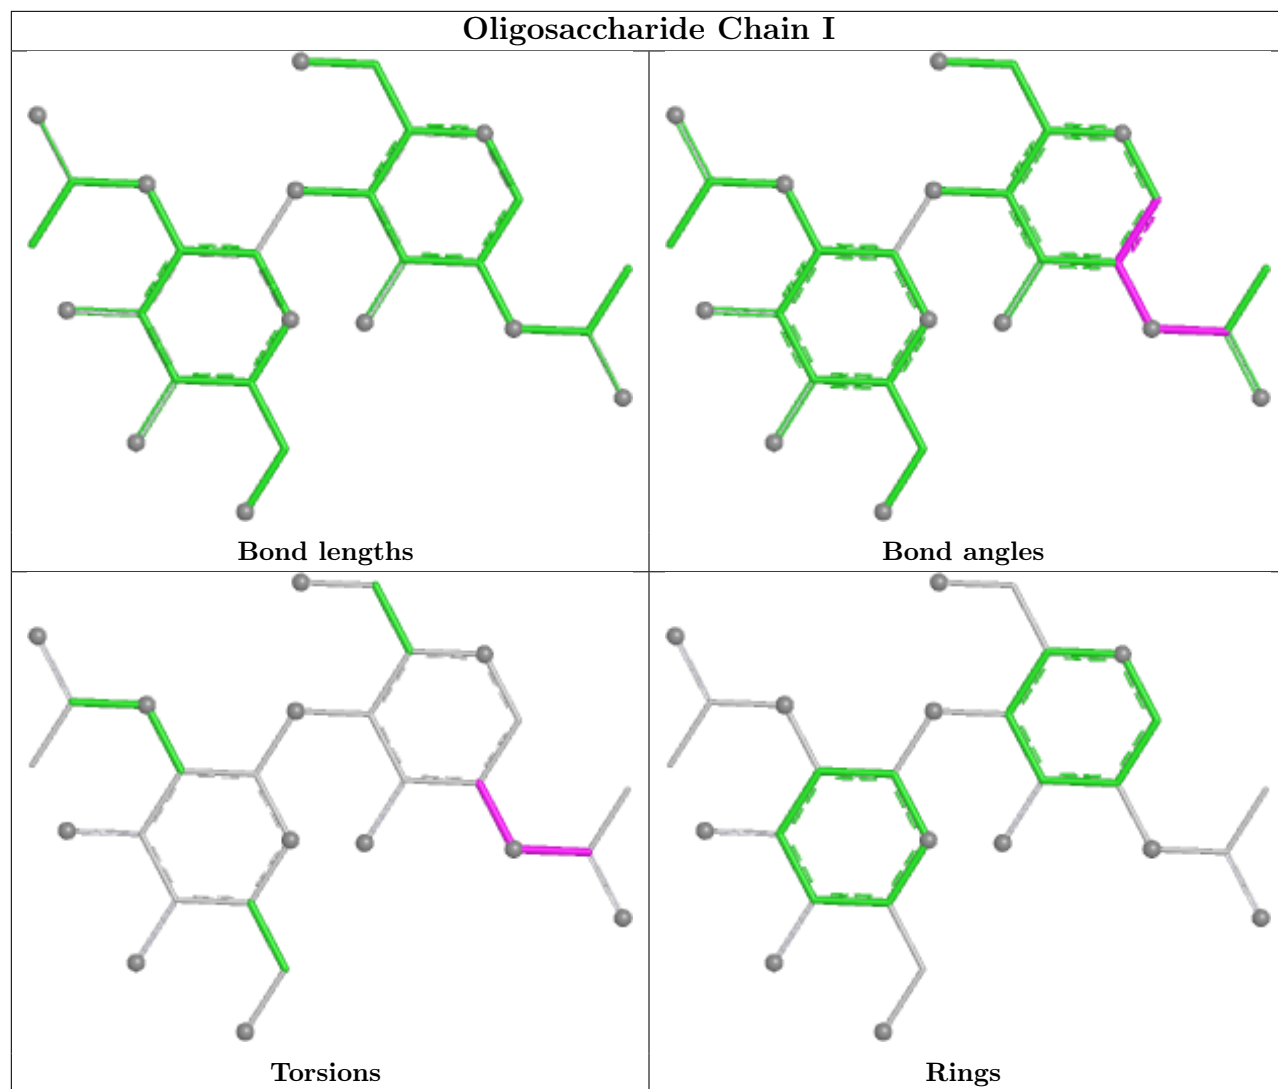 Oligosaccharide Chain I
Bond lengths
Bond angles
Torsions
Rings